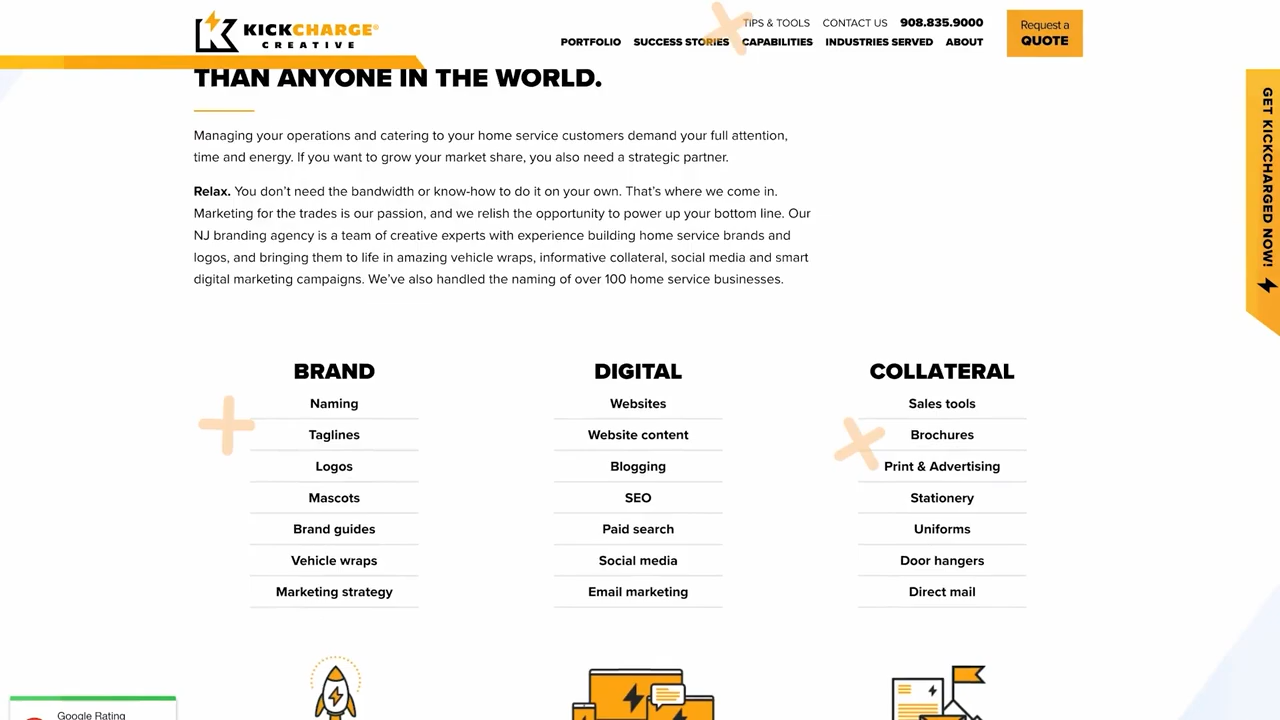 KICKCHARGE®
CREATIVE
TIPS & TOOLS CONTACT US 908.835.9000
PORTFOLIO SUCCESS STORIES CAPABILITIES INDUSTRIES SERVED ABOUT
Request a
QUOTE
THAN ANYONE IN THE WORLD.
Managing your operations and catering to your home service customers demand your full attention,
time and energy. If you want to grow your market share, you also need a strategic partner.
Relax. You don't need the bandwidth or know-how to do it on your own. That's where we come in.
Marketing for the trades is our passion, and we relish the opportunity to power up your bottom line. Our
NJ branding agency is a team of creative experts with experience building home service brands and
logos, and bringing them to life in amazing vehicle wraps, informative collateral, social media and smart
digital marketing campaigns. We've also handled the naming of over 100 home service businesses.
GET KICKCHARGED NOW!
BRAND
Naming
Taglines
Logos
Mascots
Brand guides
Vehicle wraps
Marketing strategy
DIGITAL
Websites
Website content
Blogging
SEO
Paid search
Social media
Email marketing
COLLATERAL
Sales tools
Brochures
Print & Advertising
Stationery
Uniforms
Door hangers
Direct mail
Google Rating